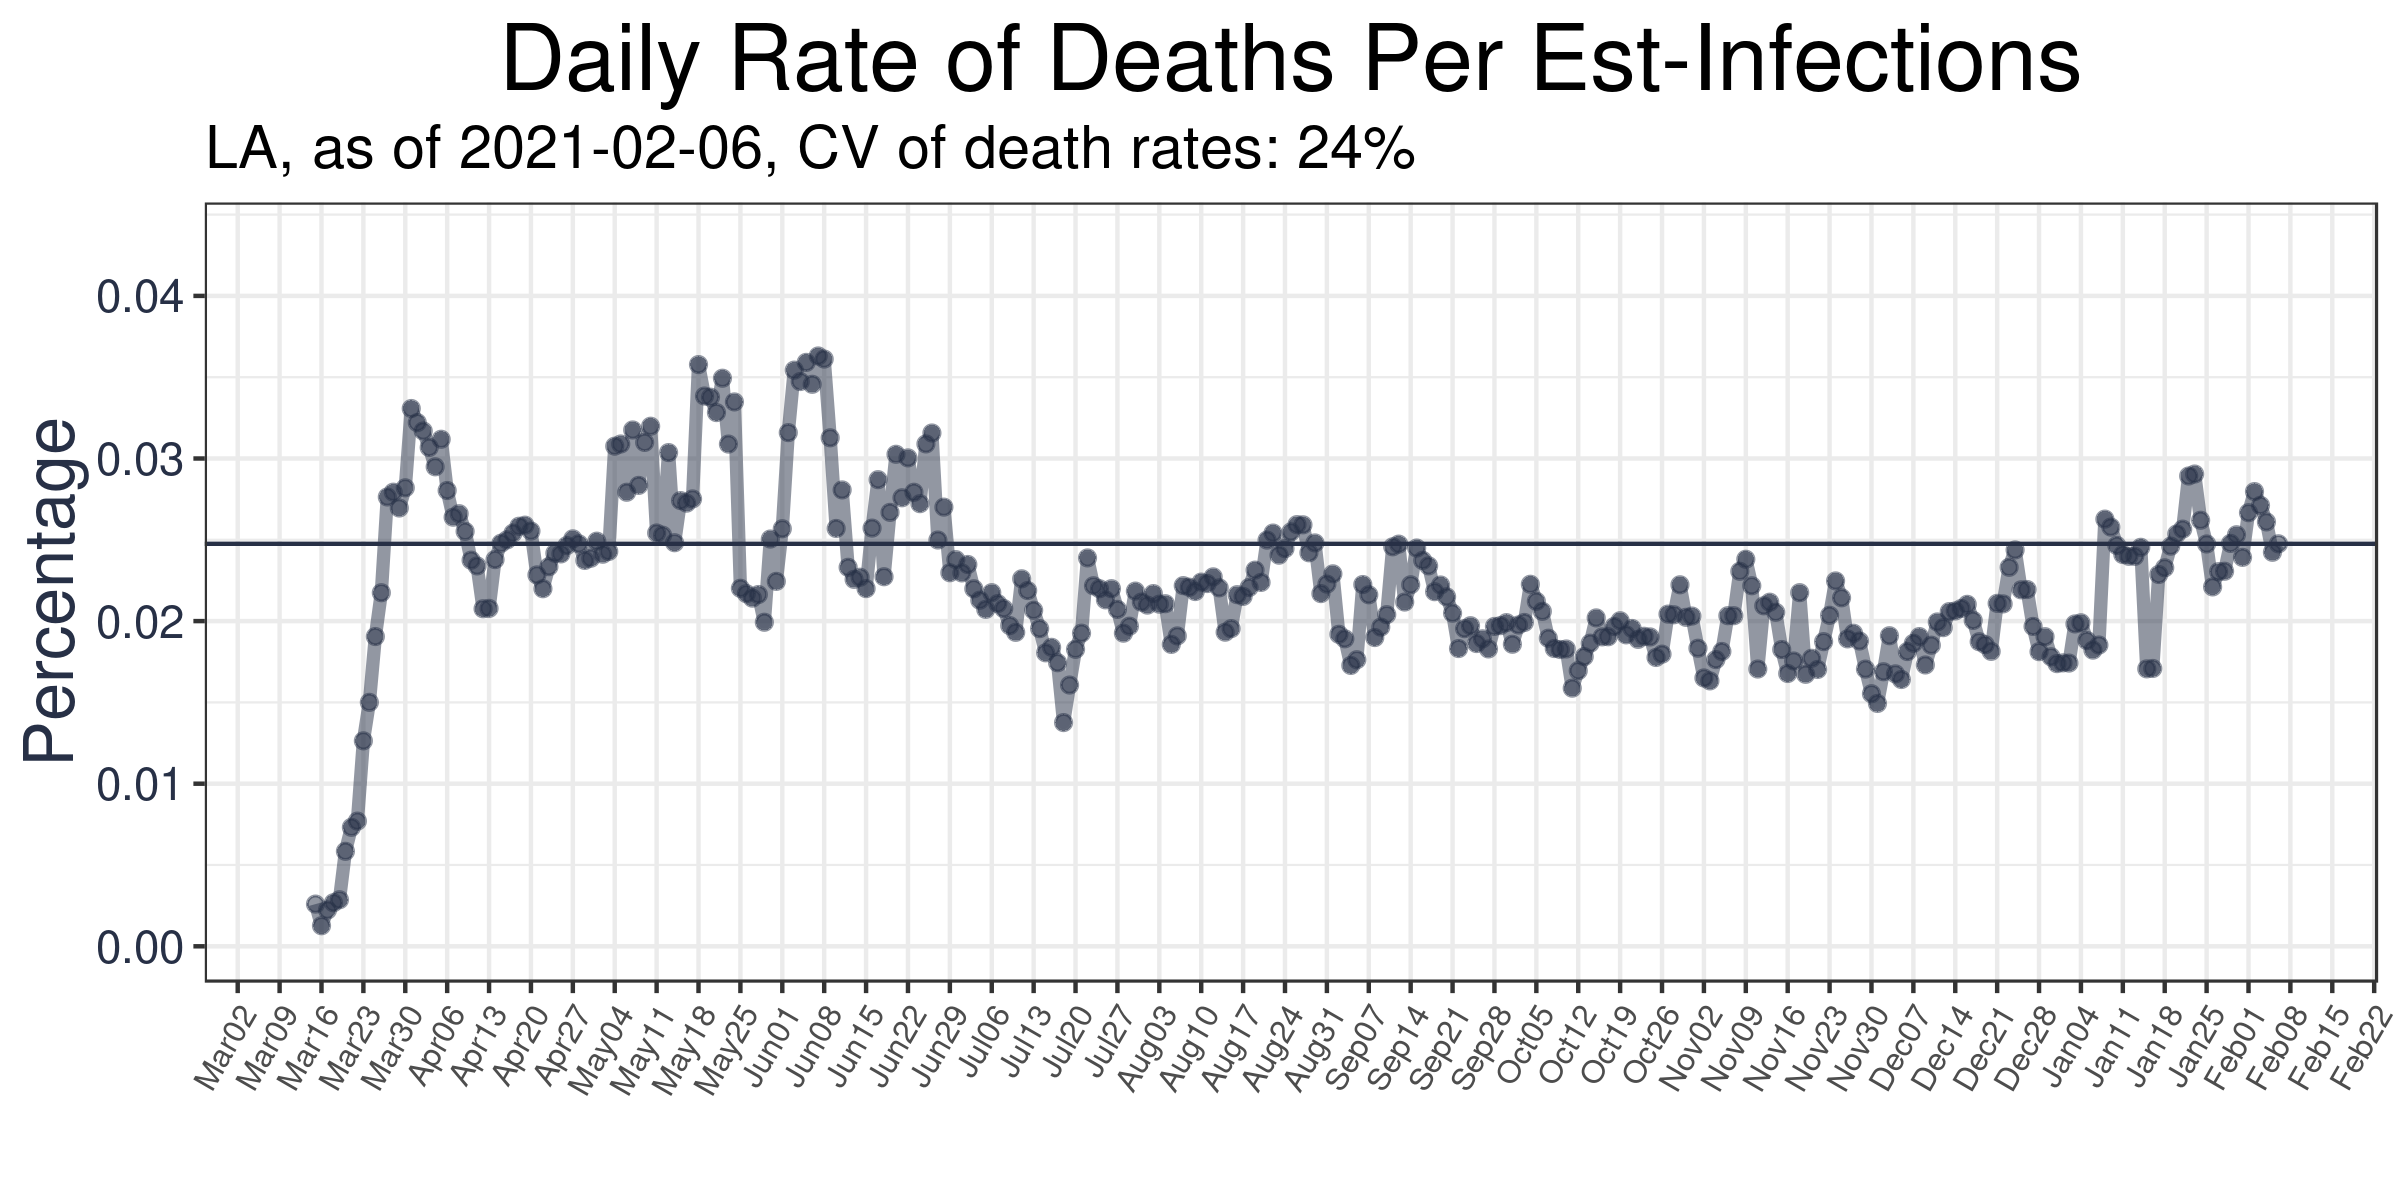 Daily Rate of Deaths Per Est-Infections
LA, as of 2021-02-06, CV of death rates: 24%
Percentage
0.04
0.03
0.02
0.01
0.00
Mar02 Mar09 Mar16 Mar23 Mar30 Apr06 Apr13 Apr20 Apr27 May04 May11 May18 May25 Jun01 Jun08 Jun15 Jun22 Jun29 Jul06 Jul13 Jul20 Jul27 Aug03 Aug10 Aug17 Aug24 Aug31 Sep07 Sep14 Sep21 Sep28 Oct05 Oct12 Oct19 Oct26 Nov02 Nov09 Nov16 Nov23 Nov30 Dec07 Dec14 Dec21 Dec28 Jan04 Jan11 Jan18 Jan25 Feb01 Feb08 Feb15 Feb22